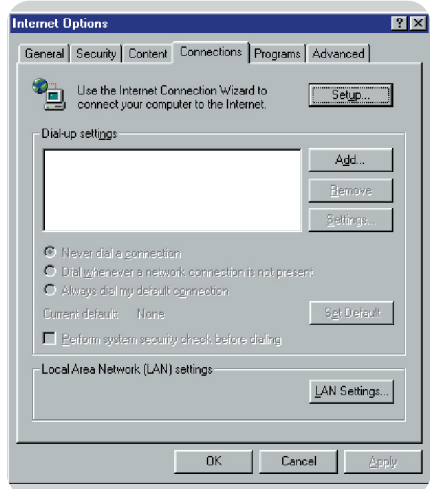 Internet Options
General Security Content Connections Programs Advanced
Use the Internet Connection Wizard to
connect your computer to the Internet.
Setup...
Dial-up settings
Add...
Remove
Settings...
Never dial a connection
Dial whenever a network connection is not present
Always dial my default connection
Current default: None
Set Default
Perform system security check before dialing
Local Area Network (LAN) settings
LAN Settings...
OK Cancel Apply